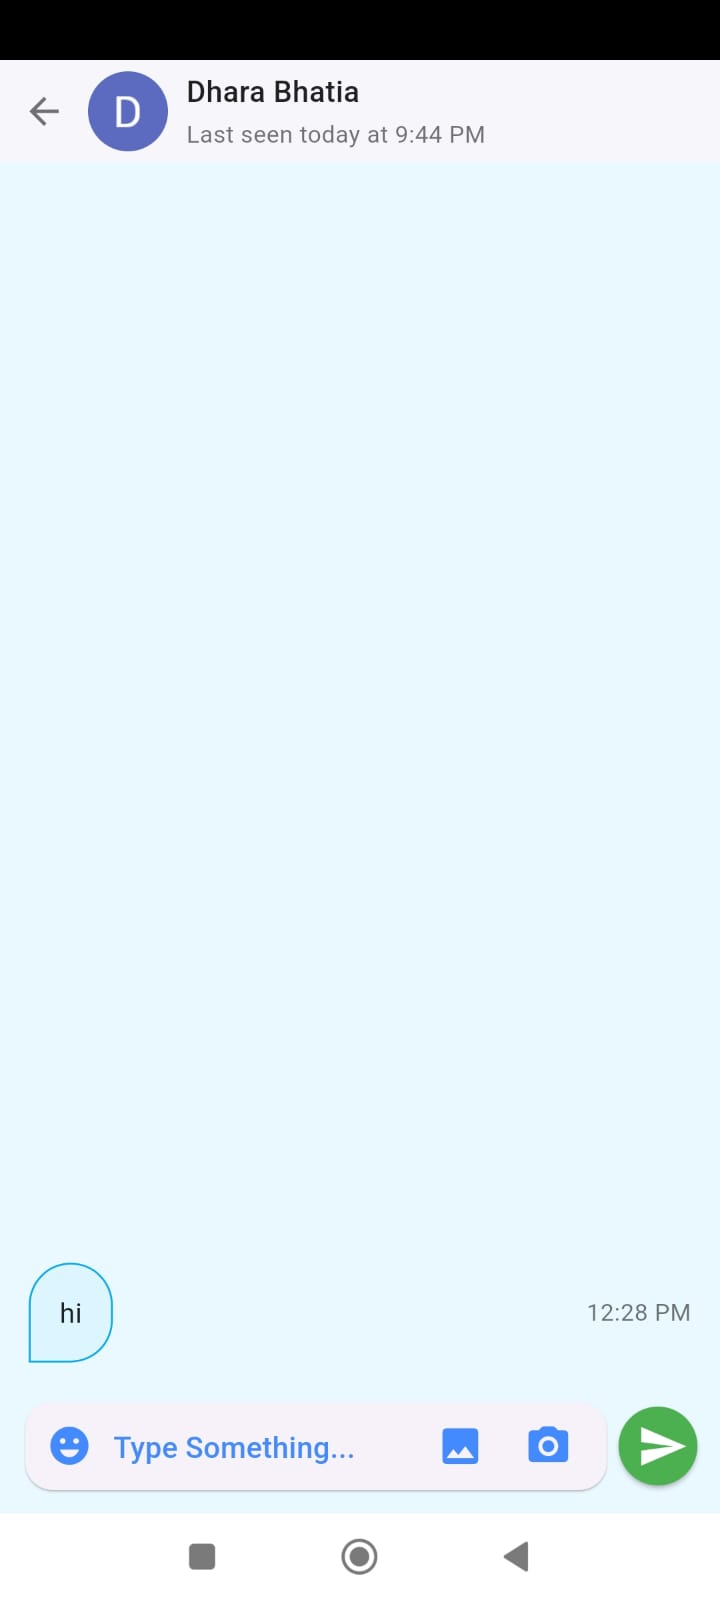 D
Dhara Bhatia
Last seen today at 9:44 PM
hi
12:28 PM
Type Something...